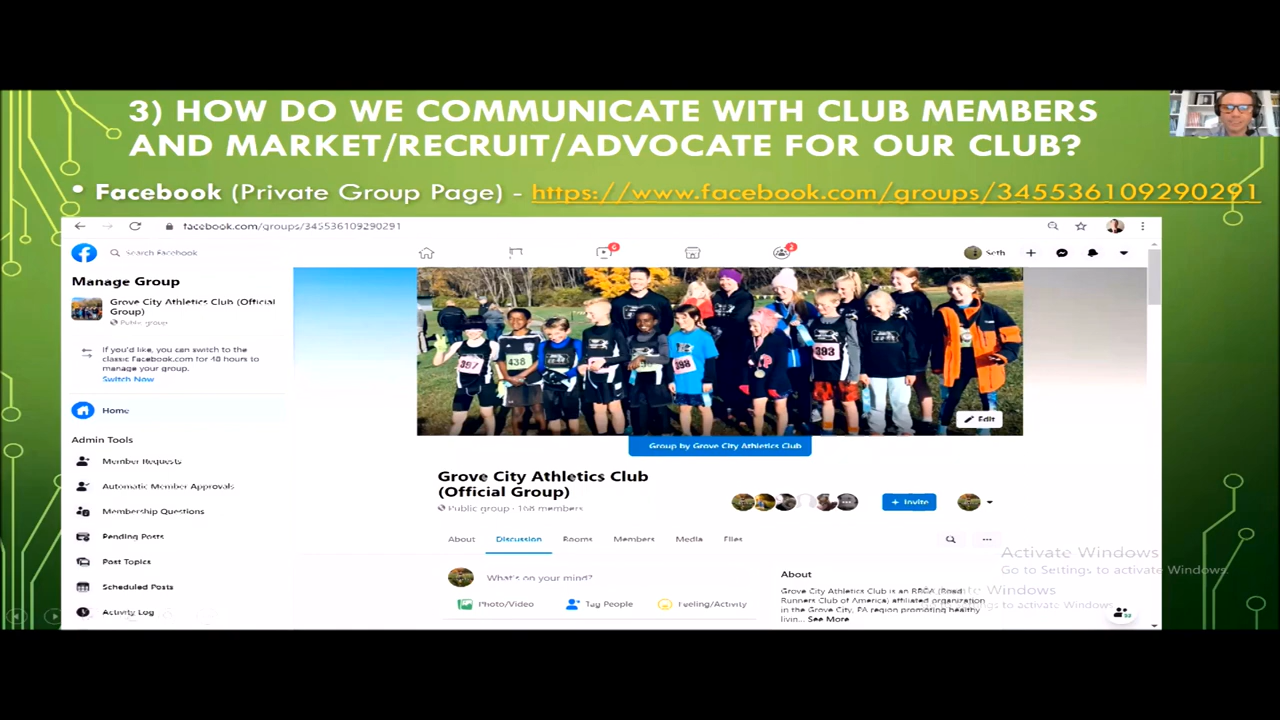 3) HOW DO WE COMMUNICATE WITH CLUB MEMBERS
AND MARKET/RECRUIT/ADVOCATE FOR OUR CLUB?
• Facebook (Private Group Page) - https://www.facebook.com/groups/345536109290291
facebook.com/groups/345536109290291
Search Facebook
6
2
Seth
Manage Group
Grove City Athletics Club (Official
Group)
Public group
If you'd like, you can switch to the
classic Facebook.com for 48 hours to
manage your group.
Switch Now
Home
Admin Tools
Member Requests
Automatic Member Approvals
Membership Questions
Pending Posts
Post Topics
Scheduled Posts
Activity Log
397
438
398
393
Edit
Group by Grove City Athletics Club
Grove City Athletics Club
(Official Group)
Public group · 168 members
+ Invite
About
Discussion
Rooms
Members
Media
Files
What's on your mind?
Photo/Video
Tag People
Feeling/Activity
About
Grove City Athletics Club is an RRCA (Road
Runners Club of America) affiliated organization
in the Grove City, PA region promoting healthy
livin... See More
Activate Windows
Go to Settings to activate Windows.
Windows
to activate Windows.